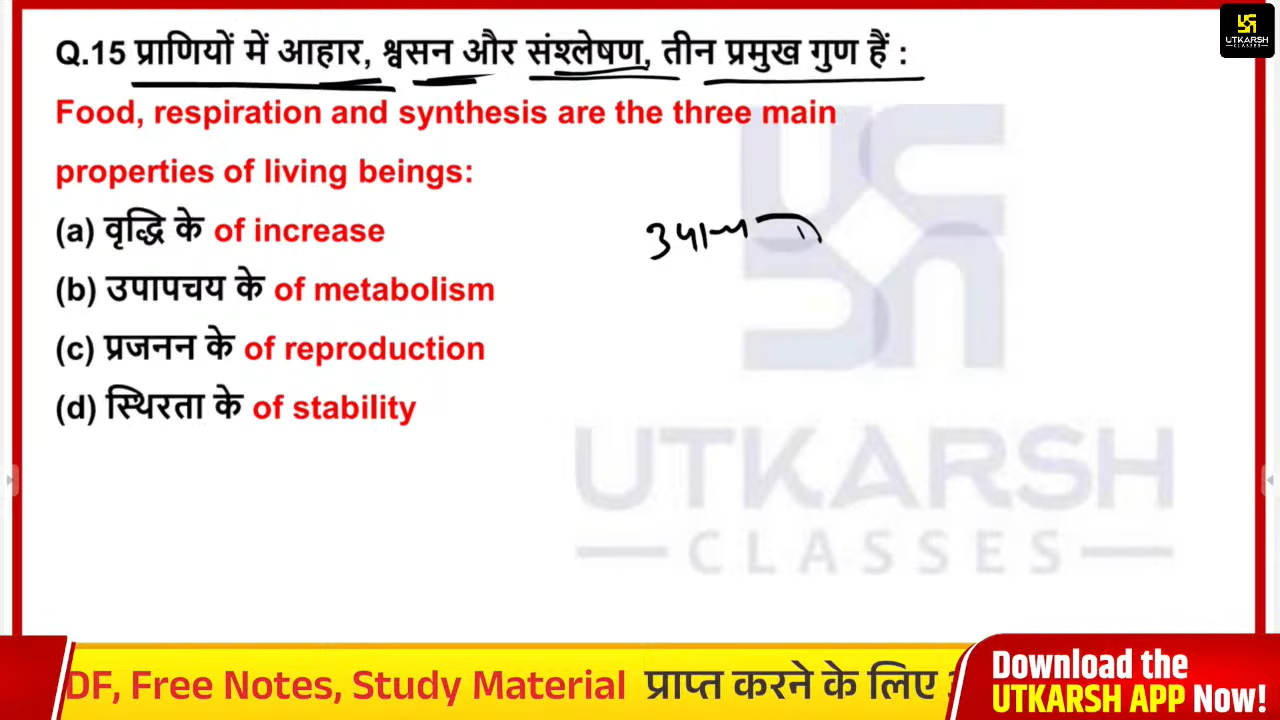 Q.15 प्राणियों में आहार, श्वसन और संश्लेषण, तीन प्रमुख गुण हैं :
Food, respiration and synthesis are the three main
properties of living beings:
(a) वृद्धि के of increase
(b) उपापचय के of metabolism
(c) प्रजनन के of reproduction
(d) स्थिरता के of stability
UTKARSH
CLASSES
UTKARSH
CLASSES
DF, Free Notes, Study Material प्राप्त करने के लिए
Download the
UTKARSH APP Now!